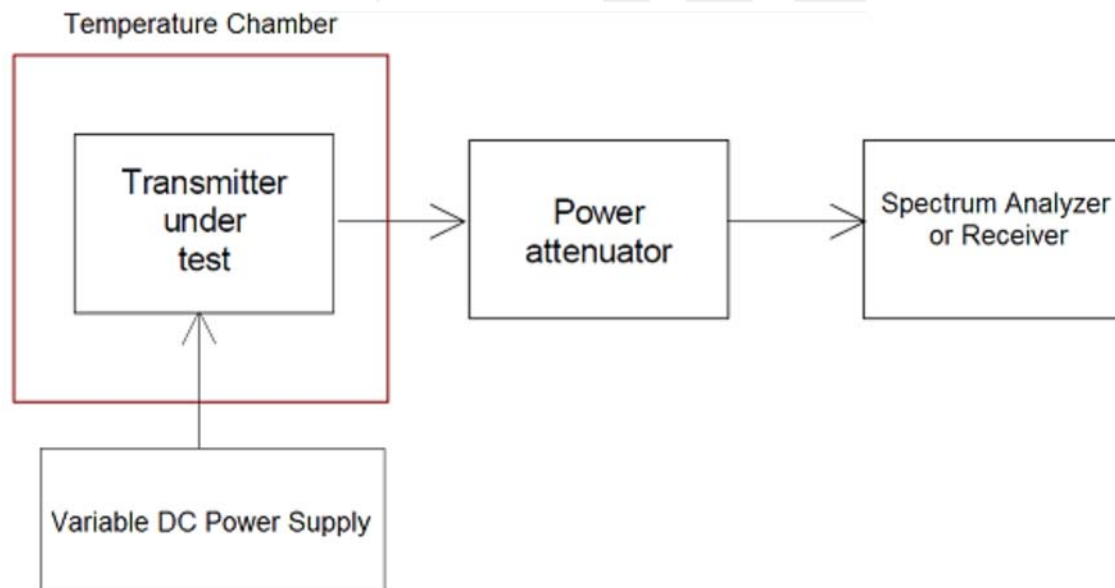 Temperature Chamber
Transmitter
under
test
Power
attenuator
Spectrum Analyzer
or Receiver
Variable DC Power Supply